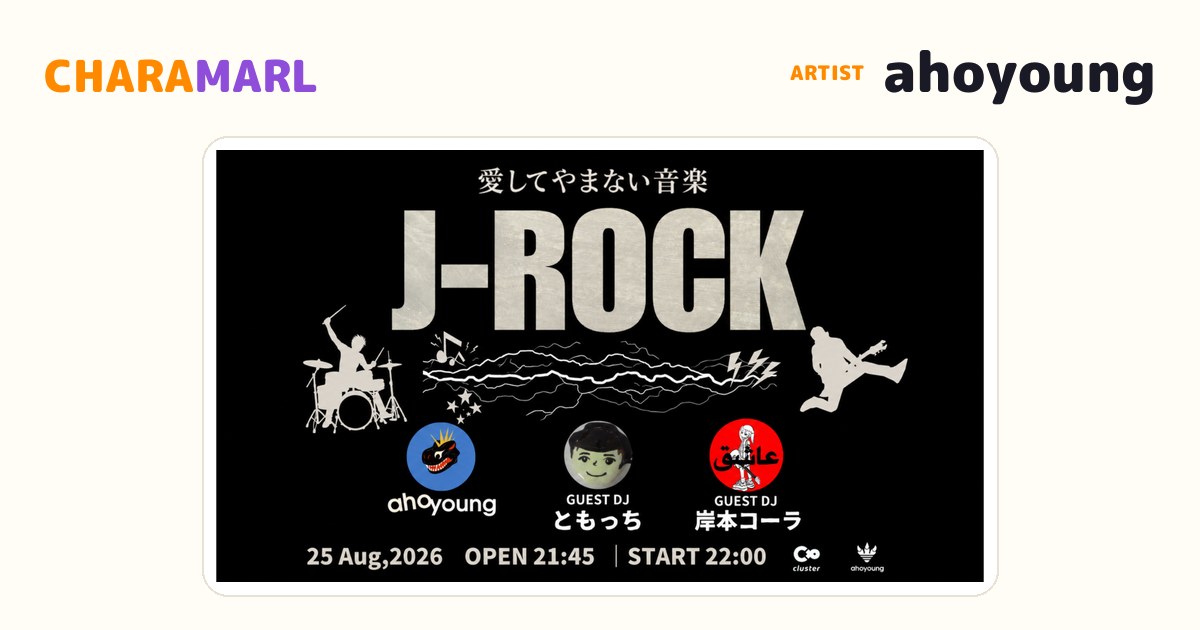 CHARAMARL
ARTIST ahoyoung
愛してやまない音楽
J-ROCK
عاشق
ahoyoung
GUEST DJ
ともっち
GUEST DJ
岸本コーラ
25 Aug,2026 OPEN 21:45 | START 22:00
cluster
ahoyoung